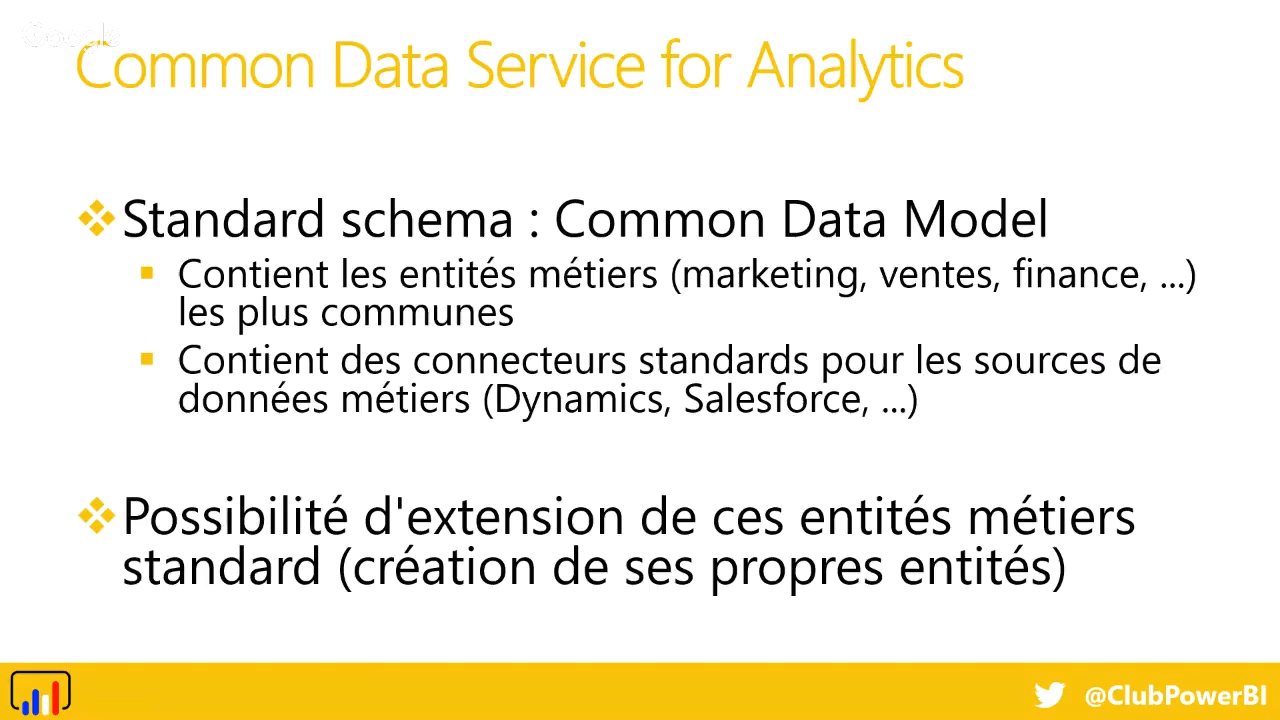 Google
Common Data Service for Analytics
Standard schema : Common Data Model
Contient les entités métiers (marketing, ventes, finance, ...)
les plus communes
Contient des connecteurs standards pour les sources de
données métiers (Dynamics, Salesforce, ...)
Possibilité d'extension de ces entités métiers
standard (création de ses propres entités)
@ClubPowerBI